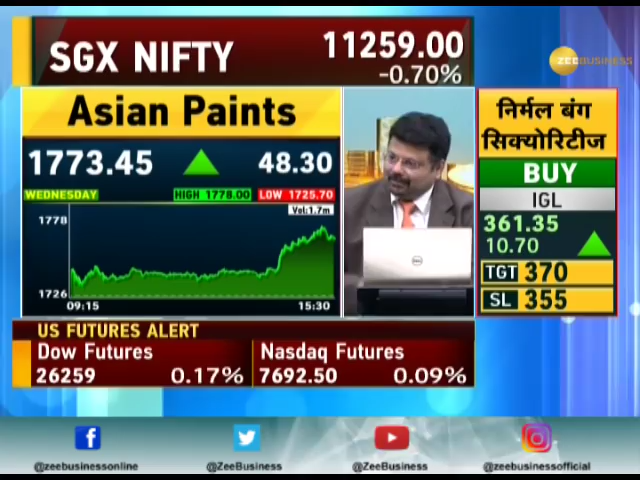 SGX NIFTY
11259.00
-0.70%
ZEEBUSINESS
Asian Paints
1773.45
48.30
WEDNESDAY
HIGH 1778.00
LOW 1725.70
Vol:1.7m
1778
1726
09:15
15:30
DELL
निर्मल बंग
सिक्योरिटीज
BUY
IGL
361.35
10.70
TGT 370
SL 355
US FUTURES ALERT
Dow Futures
26259
0.17%
Nasdaq Futures
7692.50
0.09%
@zeebusinessonline
@ZeeBusiness
@ZeeBusiness
@zeebusinessofficial